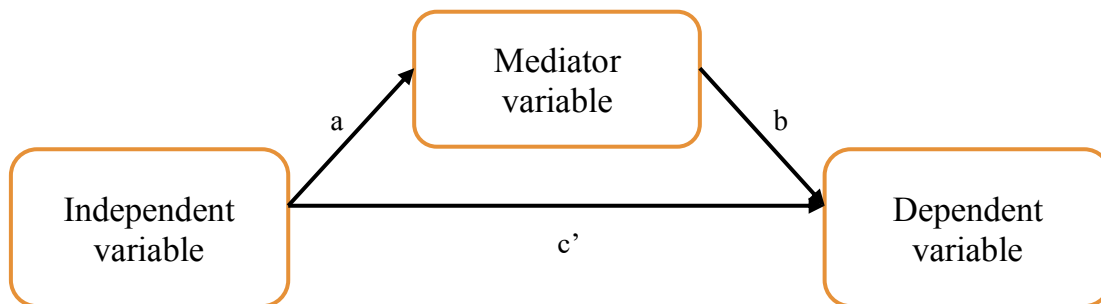 Mediator
variable
a
b
Independent
variable
Dependent
variable
c’